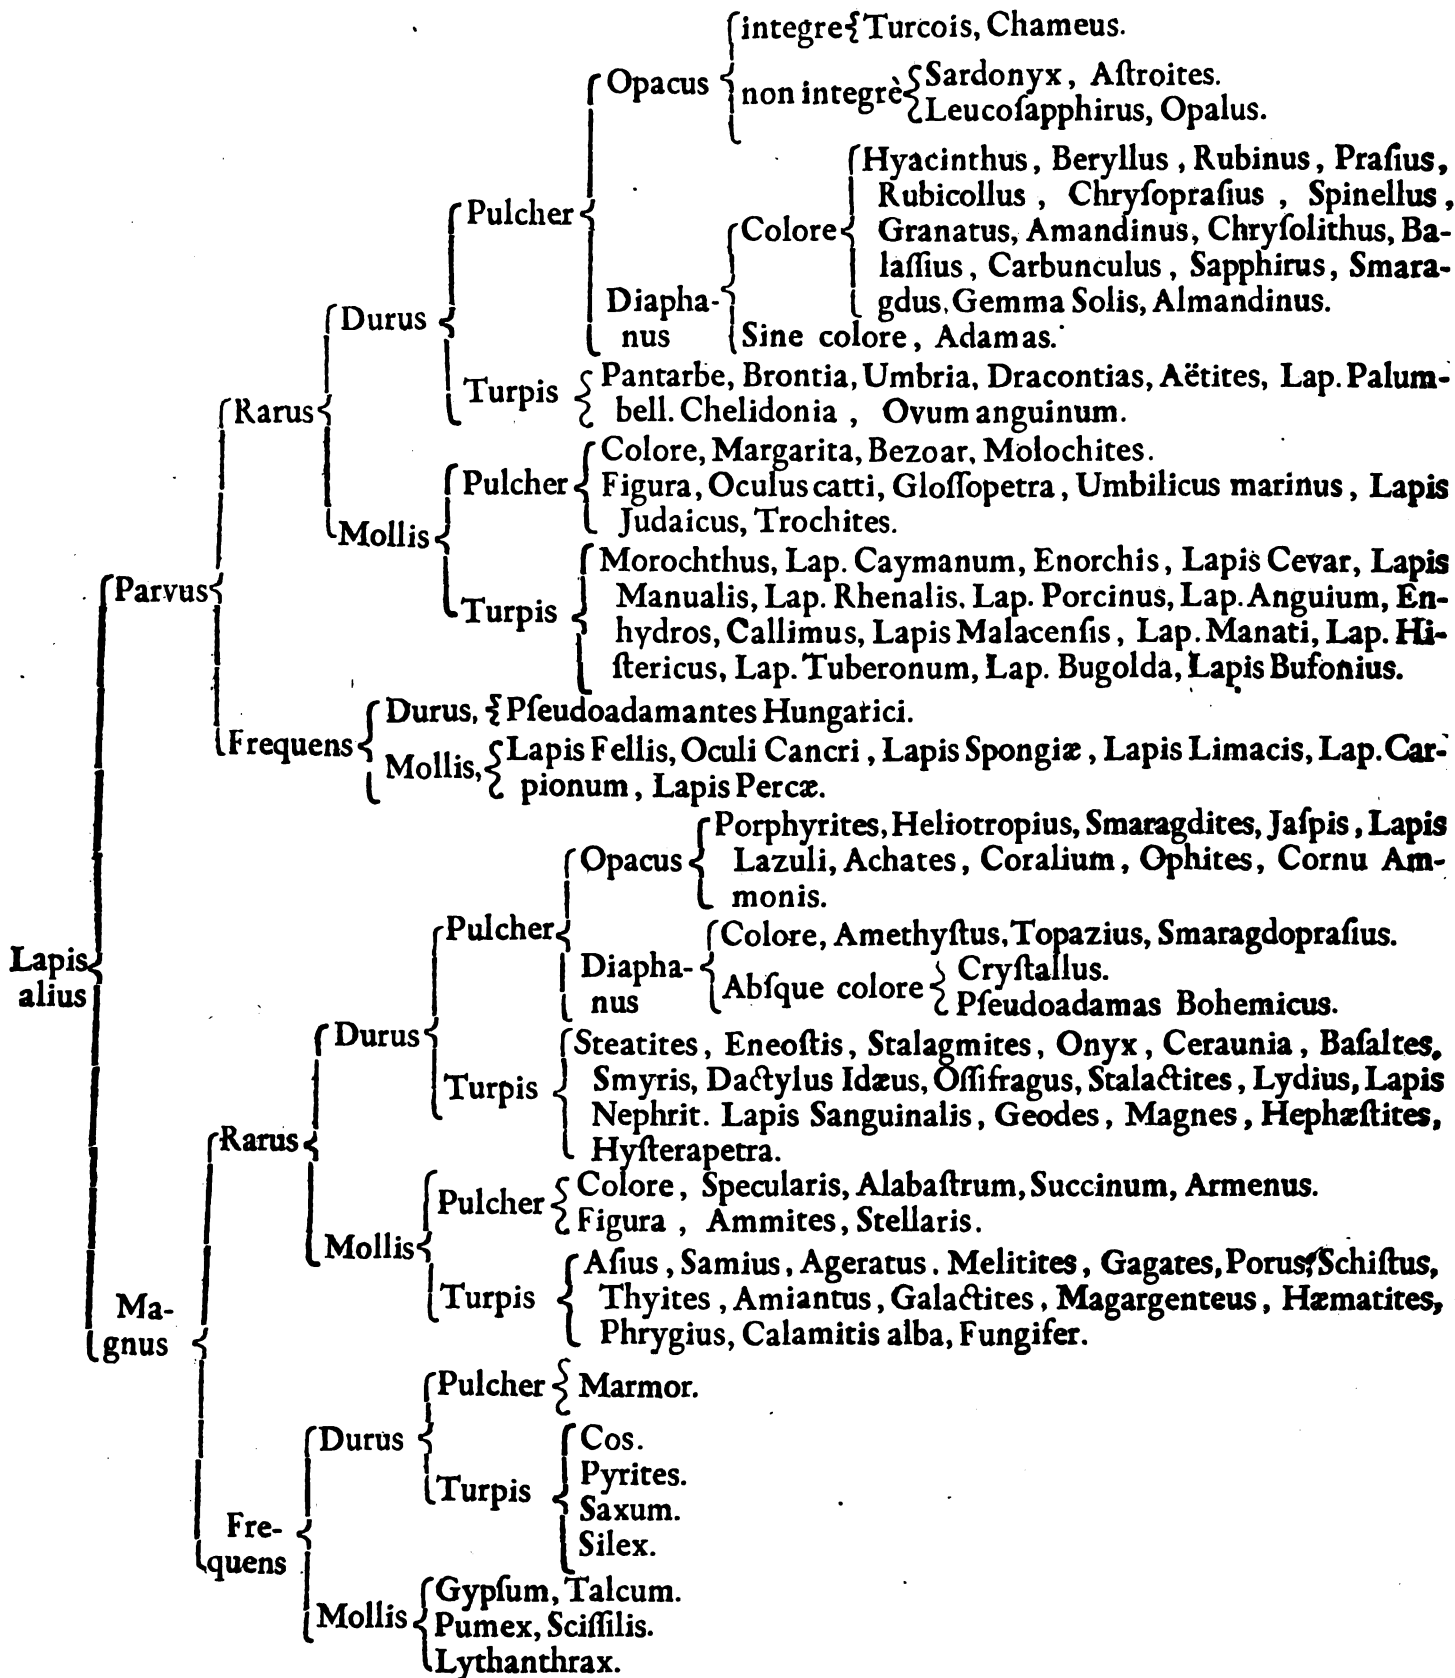 integre Turcois, Chameus.
Opacus
non integrè Sardonyx, Aſtroites.
Leucoſapphirus, Opalus.
Pulcher
Hyacinthus, Beryllus, Rubinus, Praſius,
Rubicollus, Chryſopraſius, Spinellus,
Colore Granatus, Amandinus, Chryſolithus, Ba-
laſſius, Carbunculus, Sapphirus, Smara-
gdus, Gemma Solis, Almandinus.
Diapha-
nus
Sine colore, Adamas.
Durus
Turpis Pantarbe, Brontia, Umbria, Dracontias, Aëtites, Lap. Palum-
bell. Chelidonia, Ovum anguinum.
Rarus
Pulcher Colore, Margarita, Bezoar, Molochites.
Figura, Oculus catti, Gloſſopetra, Umbilicus marinus, Lapis
Judaicus, Trochites.
Mollis
Morochthus, Lap. Caymanum, Enorchis, Lapis Cevar, Lapis
Turpis Manualis, Lap. Rhenalis, Lap. Porcinus, Lap. Anguium, En-
hydros, Callimus, Lapis Malacenſis, Lap. Manati, Lap. Hi-
ſtericus, Lap. Tuberonum, Lap. Bugolda, Lapis Bufonius.
Parvus
Durus, Pſeudoadamantes Hungarici.
Frequens
Mollis, Lapis Fellis, Oculi Cancri, Lapis Spongiæ, Lapis Limacis, Lap. Car-
pionum, Lapis Percæ.
Lapis
alius
Porphyrites, Heliotropius, Smaragdites, Jaſpis, Lapis
Opacus Lazuli, Achates, Coralium, Ophites, Cornu Am-
monis.
Pulcher
Colore, Amethyſtus, Topazius, Smaragdopraſius.
Diapha-
nus
Abſque colore Cryſtallus.
Pſeudoadamas Bohemicus.
Durus
Steatites, Eneoſtis, Stalagmites, Onyx, Ceraunia, Baſaltes,
Turpis Smyris, Dactylus Idæus, Oſſifragus, Stalactites, Lydius, Lapis
Nephrit. Lapis Sanguinalis, Geodes, Magnes, Hephæſtites,
Hyſterapetra.
Rarus
Pulcher Colore, Specularis, Alabaſtrum, Succinum, Armenus.
Figura, Ammites, Stellaris.
Mollis
Aſius, Samius, Ageratus. Melitites, Gagates, Porus, Schiſtus,
Turpis Thyites, Amiantus, Galactites, Magargenteus, Hæmatites,
Phrygius, Calamitis alba, Fungifer.
Ma-
gnus
Pulcher Marmor.
Durus
Turpis Cos.
Pyrites.
Saxum.
Silex.
Fre-
quens
Mollis Gypſum, Talcum.
Pumex, Sciſſilis.
Lythanthrax.